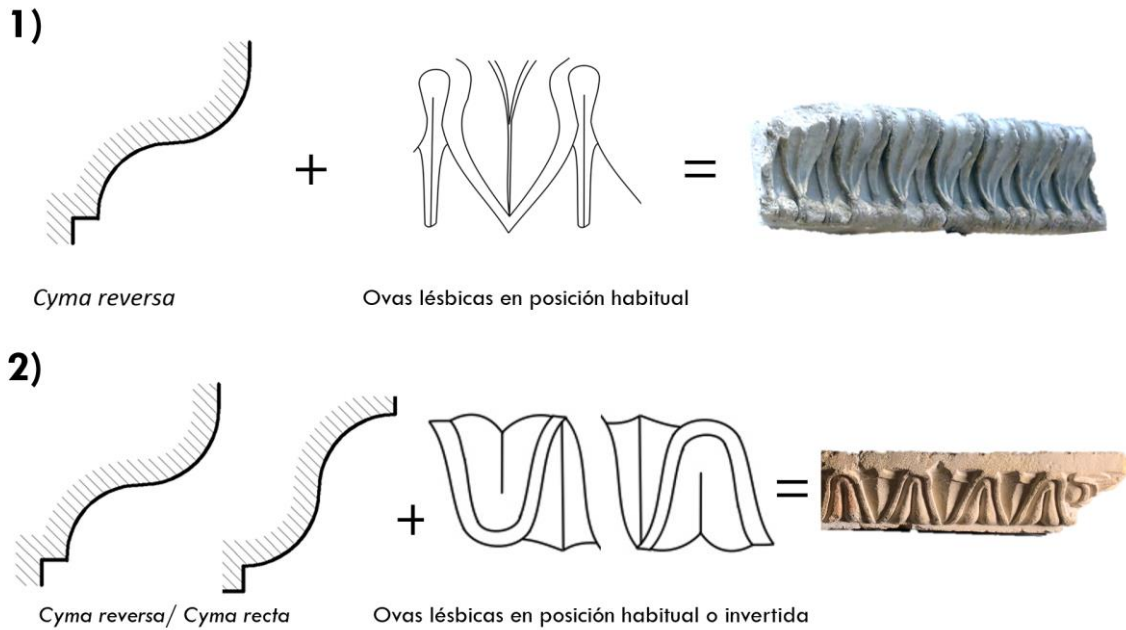 1)
+
=
Cyma reversa
Ovas lésbicas en posición habitual
2)
+
=
Cyma reversa/ Cyma recta
Ovas lésbicas en posición habitual o invertida